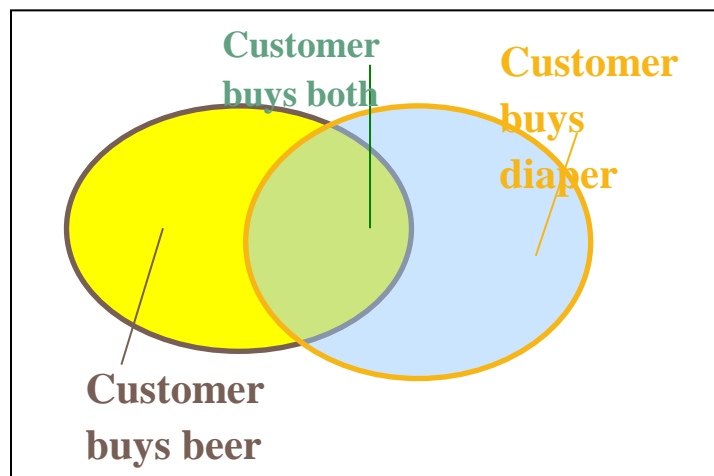 Customer
buys both
Customer
buys
diaper
Customer
buys beer